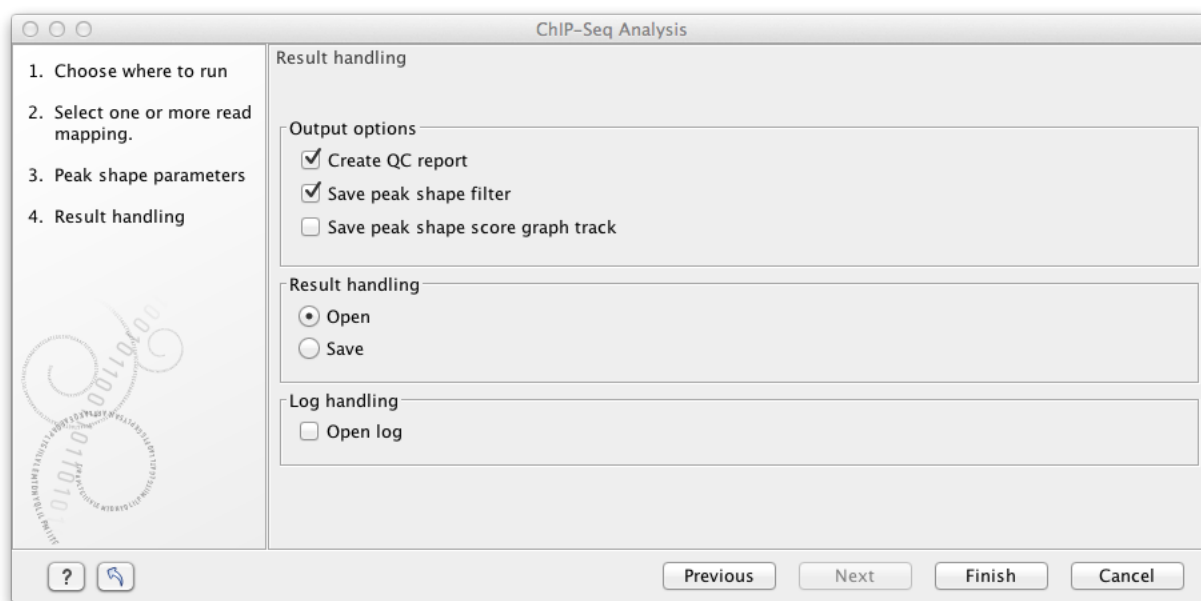 ChIP-Seq Analysis
1. Choose where to run
2. Select one or more read
mapping.
3. Peak shape parameters
4. Result handling
Result handling
Output options
Create QC report
Save peak shape filter
Save peak shape score graph track
Result handling
Open
Save
Log handling
Open log
?
Previous
Next
Finish
Cancel